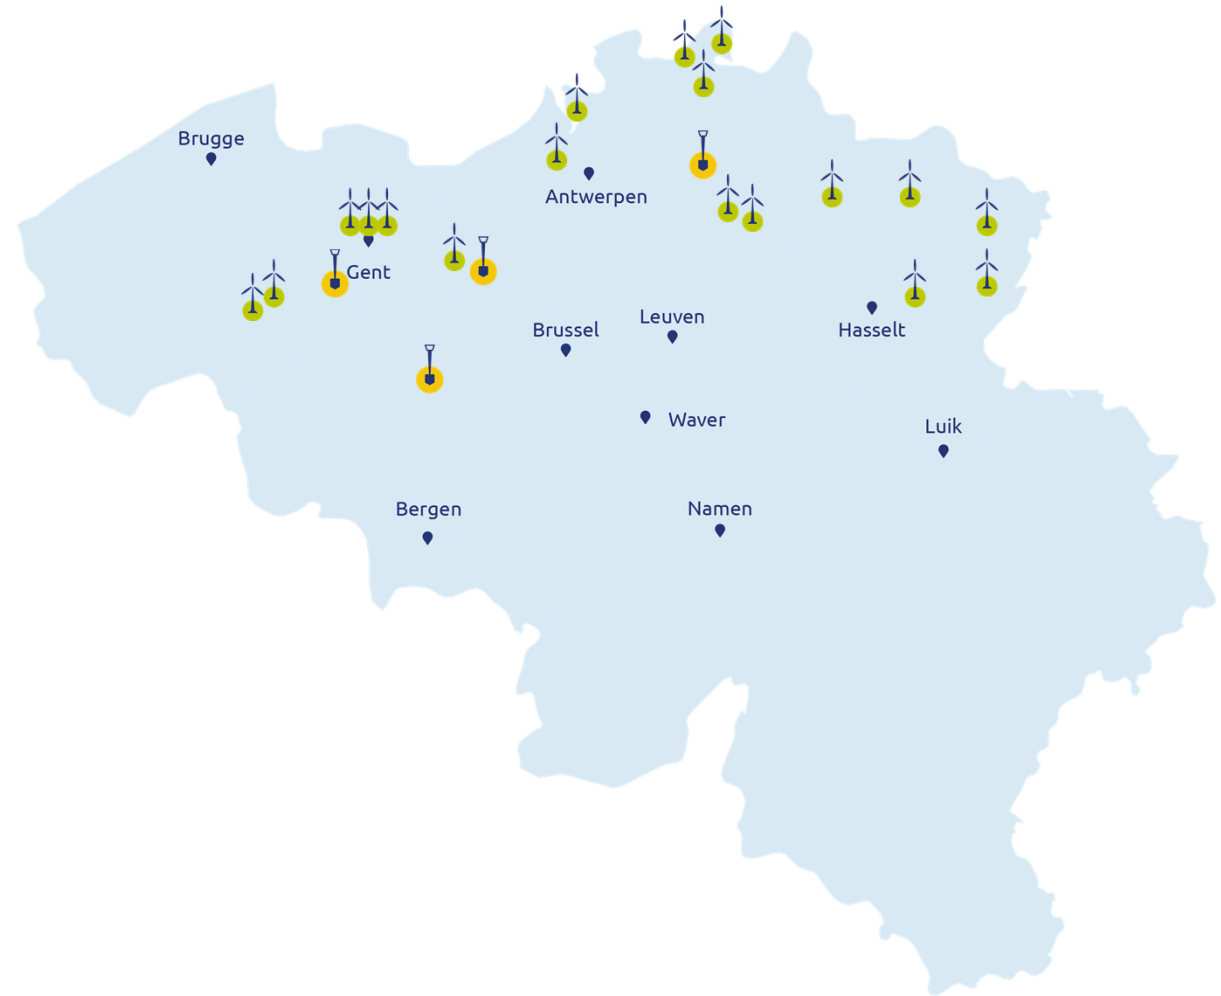 Brugge
Antwerpen
Gent
Leuven
Brussel
Hasselt
Waver
Luik
Bergen
Namen